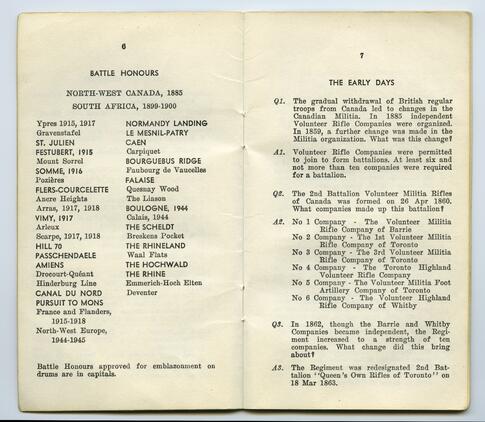 6
BATTLE HONOURS
NORTH-WEST CANADA, 1885
SOUTH AFRICA, 1899-1900
Ypres 1915, 1917
Gravenstafel
ST. JULIEN
FESTUBERT, 1915
Mount Sorrel
SOMME, 1916
Pozières
FLERS-COURCELETTE
Ancre Heights
Arras, 1917, 1918
VIMY, 1917
Arleux
Scarpe, 1917, 1918
HILL 70
PASSCHENDAELE
AMIENS
Drocourt-Quéant
Hinderburg Line
CANAL DU NORD
PURSUIT TO MONS
France and Flanders,
1915-1918
North-West Europe,
1944-1945
NORMANDY LANDING
LE MESNIL-PATRY
CAEN
Carpiquet
BOURGUEBUS RIDGE
Faubourg de Vaucelles
FALAISE
Quesnay Wood
The Liason
BOULOGNE, 1944
Calais, 1944
THE SCHELDT
Breskens Pocket
THE RHINELAND
Waal Flats
THE HOCHWALD
THE RHINE
Emmerich-Hoch Elten
Deventer
Battle Honours approved for emblazonment on
drums are in capitals.
7
THE EARLY DAYS
Q1. The gradual withdrawal of British regular
troops from Canada led to changes in the
Canadian Militia. In 1885 independent
Volunteer Rifle Companies were organized.
In 1859, a further change was made in the
Militia organization. What was this change?
A1. Volunteer Rifle Companies were permitted
to join to form battalions. At least six and
not more than ten companies were required
for a battalion.
Q2. The 2nd Battalion Volunteer Militia Rifles
of Canada was formed on 26 Apr 1860.
What companies made up this battalion?
A2. No 1 Company - The Volunteer Militia
Rifle Company of Barrie
No 2 Company - The 1st Volunteer Militia
Rifle Company of Toronto
No 3 Company - The 3rd Volunteer Militia
Rifle Company of Toronto
No 4 Company - The Toronto Highland
Volunteer Rifle Company
No 5 Company - The Volunteer Militia Foot
Artillery Company of Toronto
No 6 Company - The Volunteer Highland
Rifle Company of Whitby
Q3. In 1862, though the Barrie and Whitby
Companies became independent, the Regi-
ment increased to a strength of ten
companies. What change did this bring
about?
A3. The Regiment was redesignated 2nd Bat-
talion "Queen's Own Rifles of Toronto" on
18 Mar 1863.